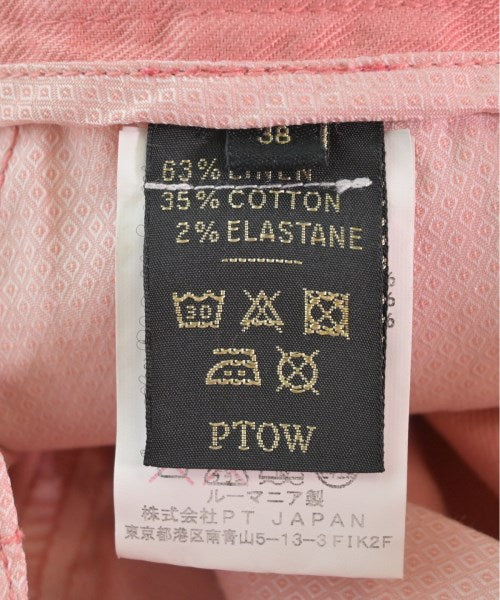 38
63% LINEN
35% COTTON
2% ELASTANE
30
PTOW
ルーマニア製
株式会社PT JAPAN
東京都港区南青山5-13-3 FIK2F